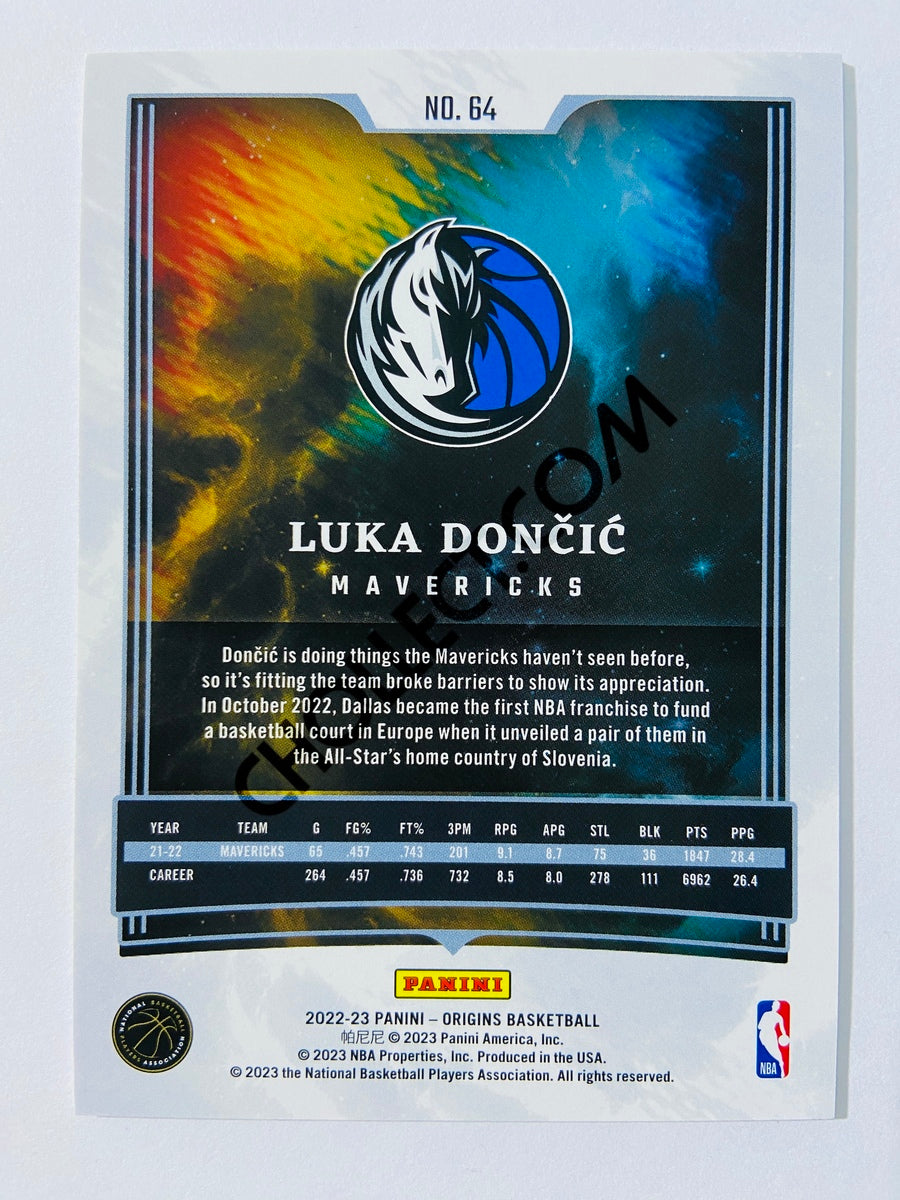 NO. 64
LUKA DONČIĆ
MAVERICKS
Dončić is doing things the Mavericks haven't seen before,
so it's fitting the team broke barriers to show its appreciation.
In October 2022, Dallas became the first NBA franchise to fund
a basketball court in Europe when it unveiled a pair of them in
the All-Star's home country of Slovenia.
CHOLLECT.COM
YEAR TEAM G FG% FT% 3PM RPG APG STL BLK PTS PPG
21-22 MAVERICKS 65 .457 .743 201 9.1 8.7 75 36 1847 28.4
CAREER 264 .457 .736 732 8.5 8.0 278 111 6962 26.4
PANINI
2022-23 PANINI – ORIGINS BASKETBALL
帕尼尼 © 2023 Panini America, Inc.
© 2023 NBA Properties, Inc. Produced in the USA.
© 2023 the National Basketball Players Association. All rights reserved.
NATIONAL BASKETBALL PLAYERS ASSOCIATION
NBA